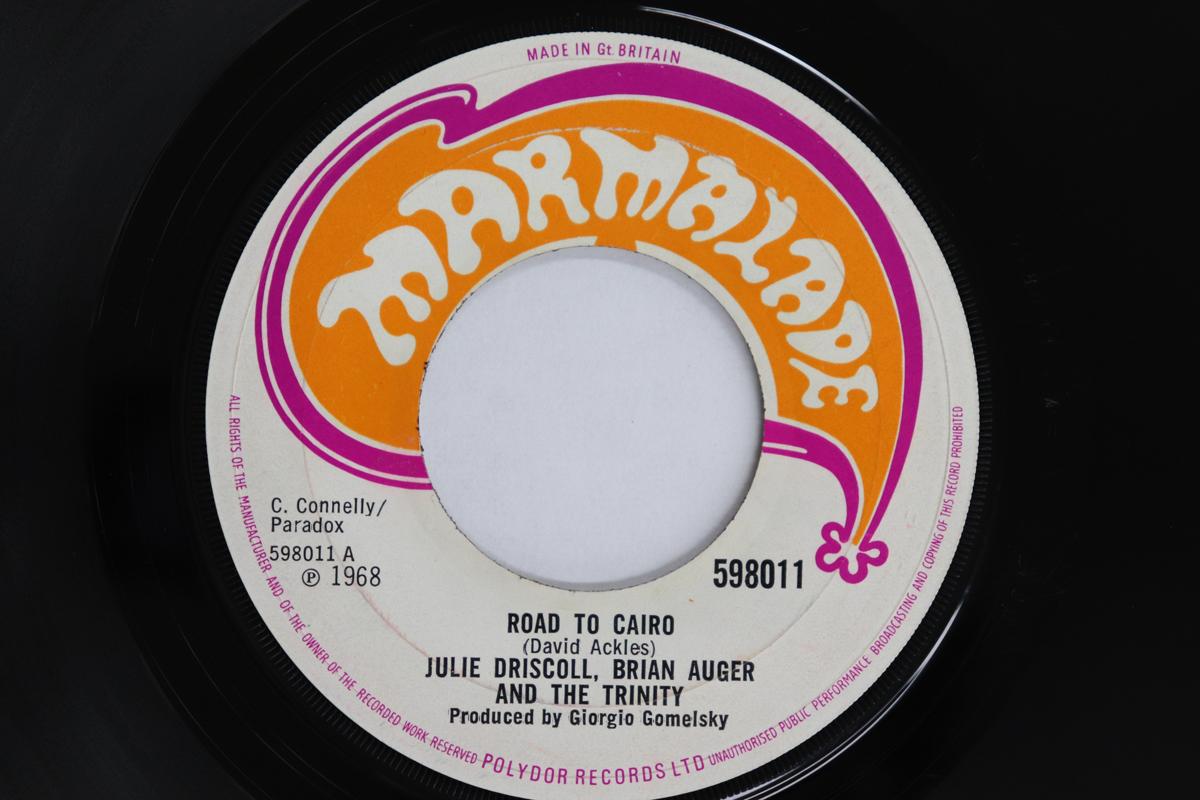 MADE IN Gt. BRITAIN
MARMALADE
C. Connelly/
Paradox
598011 A
℗ 1968
598011
ROAD TO CAIRO
(David Ackles)
JULIE DRISCOLL, BRIAN AUGER
AND THE TRINITY
Produced by Giorgio Gomelsky
ALL RIGHTS OF THE MANUFACTURER AND OF THE OWNER OF THE RECORDED WORK RESERVED POLYDOR RECORDS LTD UNAUTHORISED PUBLIC PERFORMANCE BROADCASTING AND COPYING OF THIS RECORD PROHIBITED